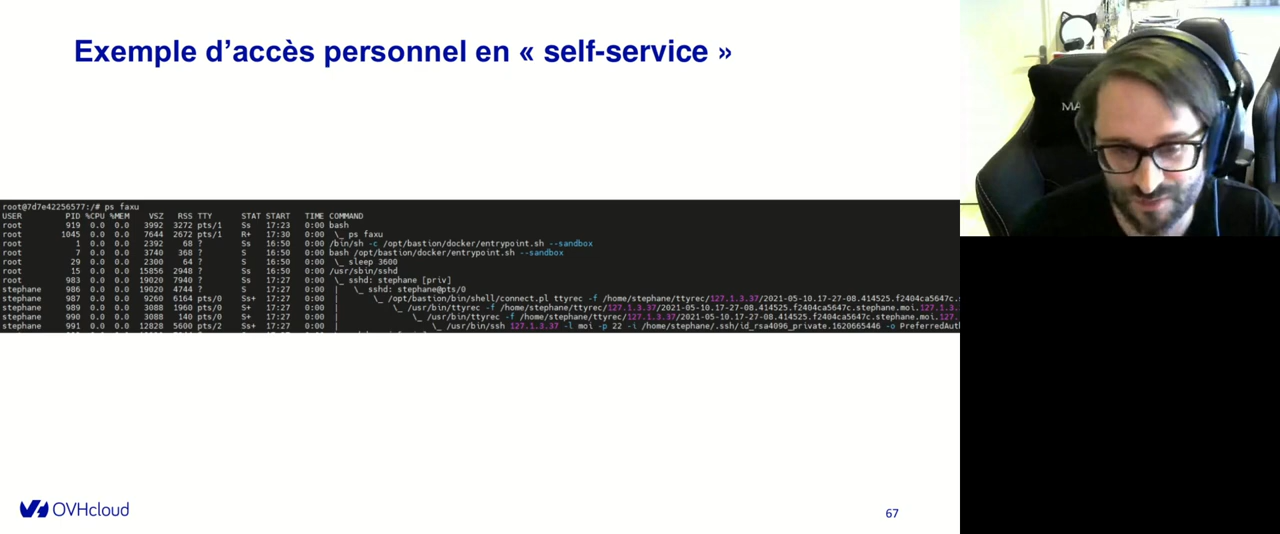 Exemple d’accès personnel en « self-service »
MA
root@7d7e42256577:/# ps faxu
USER PID %CPU %MEM VSZ RSS TTY STAT START TIME COMMAND
root 919 0.0 0.0 3992 3272 pts/1 Ss 17:23 0:00 bash
root 1045 0.0 0.0 7644 2672 pts/1 R+ 17:30 0:00 \_ ps faxu
root 1 0.0 0.0 2392 68 ? Ss 16:50 0:00 /bin/sh -c /opt/bastion/docker/entrypoint.sh --sandbox
root 7 0.0 0.0 3740 368 ? S 16:50 0:00 bash /opt/bastion/docker/entrypoint.sh --sandbox
root 29 0.0 0.0 2300 64 ? S 16:50 0:00 \_ sleep 3600
root 15 0.0 0.0 15856 2948 ? Ss 16:50 0:00 /usr/sbin/sshd
root 983 0.0 0.0 19020 7940 ? Ss 17:27 0:00 \_ sshd: stephane [priv]
stephane 986 0.0 0.0 19020 4744 ? S 17:27 0:00 | \_ sshd: stephane@pts/0
stephane 987 0.0 0.0 9260 6164 pts/0 Ss+ 17:27 0:00 | \_ /opt/bastion/bin/shell/connect.pl ttyrec -f /home/stephane/ttyrec/127.1.3.37/2021-05-10.17-27-08.414525.f2404ca5647c.s
stephane 989 0.0 0.0 3088 1960 pts/0 S+ 17:27 0:00 | \_ /usr/bin/ttyrec -f /home/stephane/ttyrec/127.1.3.37/2021-05-10.17-27-08.414525.f2404ca5647c.stephane.moi.127.1.3
stephane 990 0.0 0.0 3088 140 pts/0 S+ 17:27 0:00 | \_ /usr/bin/ttyrec -f /home/stephane/ttyrec/127.1.3.37/2021-05-10.17-27-08.414525.f2404ca5647c.stephane.moi.127.
stephane 991 0.0 0.0 12828 5600 pts/2 Ss+ 17:27 0:00 | \_ /usr/bin/ssh 127.1.3.37 -l moi -p 22 -i /home/stephane/.ssh/id_rsa4096_private.1620665446 -o PreferredAut
OVHcloud
67